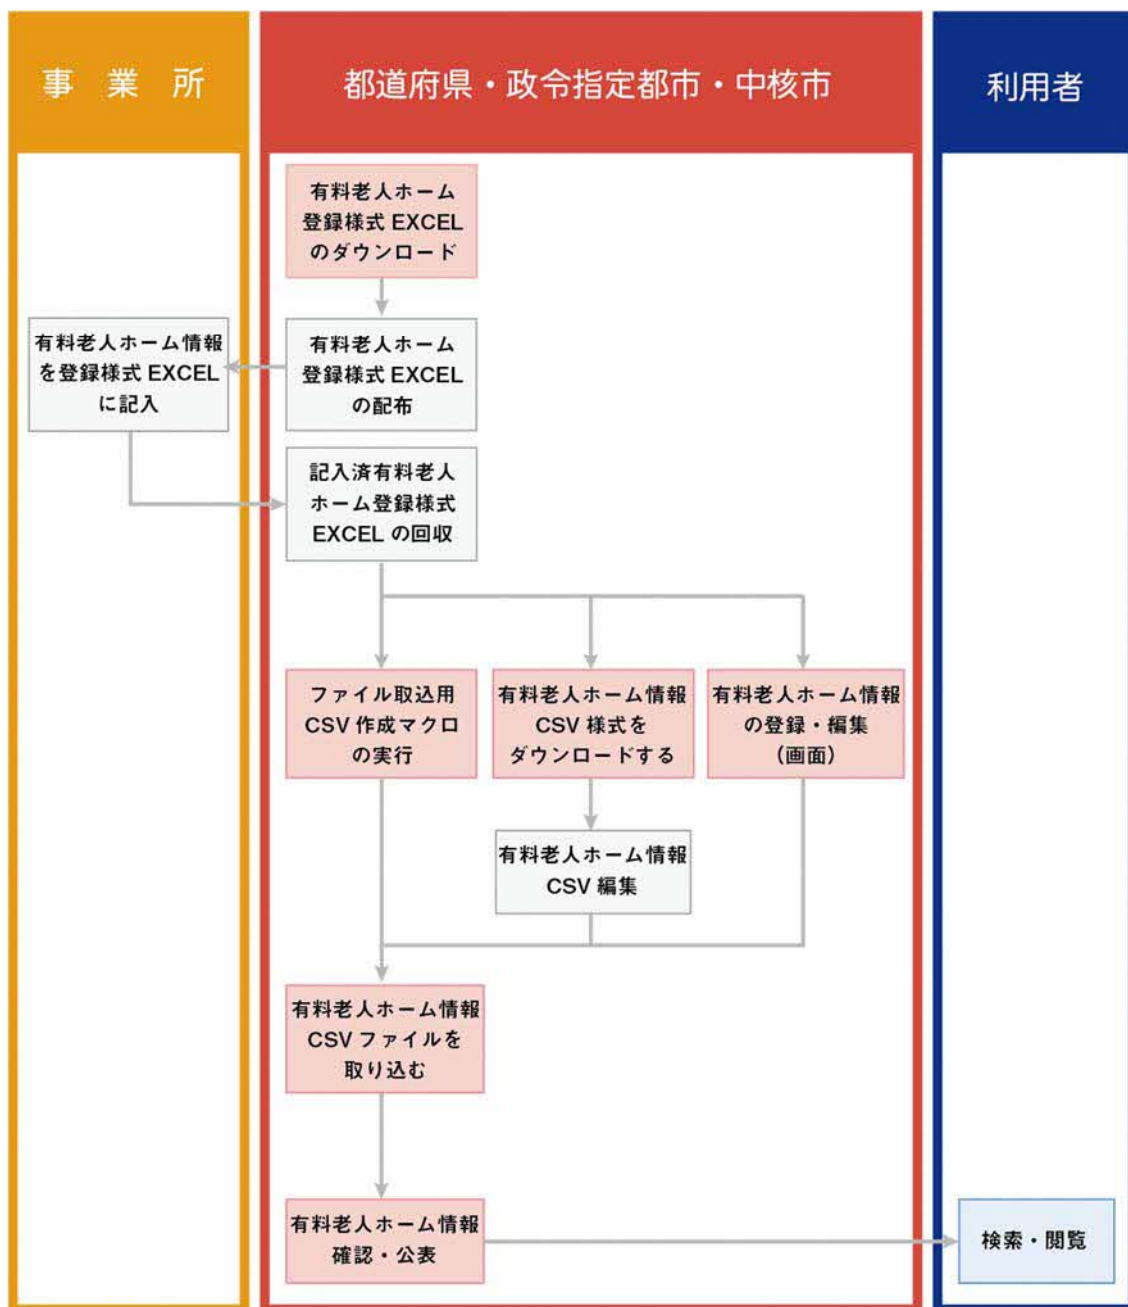 事業所
都道府県・政令指定都市・中核市
利用者
有料老人ホーム
登録様式 EXCEL
のダウンロード
有料老人ホーム情報
を登録様式 EXCEL
に記入
有料老人ホーム
登録様式 EXCEL
の配布
記入済有料老人
ホーム登録様式
EXCEL の回収
ファイル取込用
CSV 作成マクロ
の実行
有料老人ホーム情報
CSV 様式を
ダウンロードする
有料老人ホーム情報
の登録・編集
（画面）
有料老人ホーム情報
CSV 編集
有料老人ホーム情報
CSV ファイルを
取り込む
有料老人ホーム情報
確認・公表
検索・閲覧